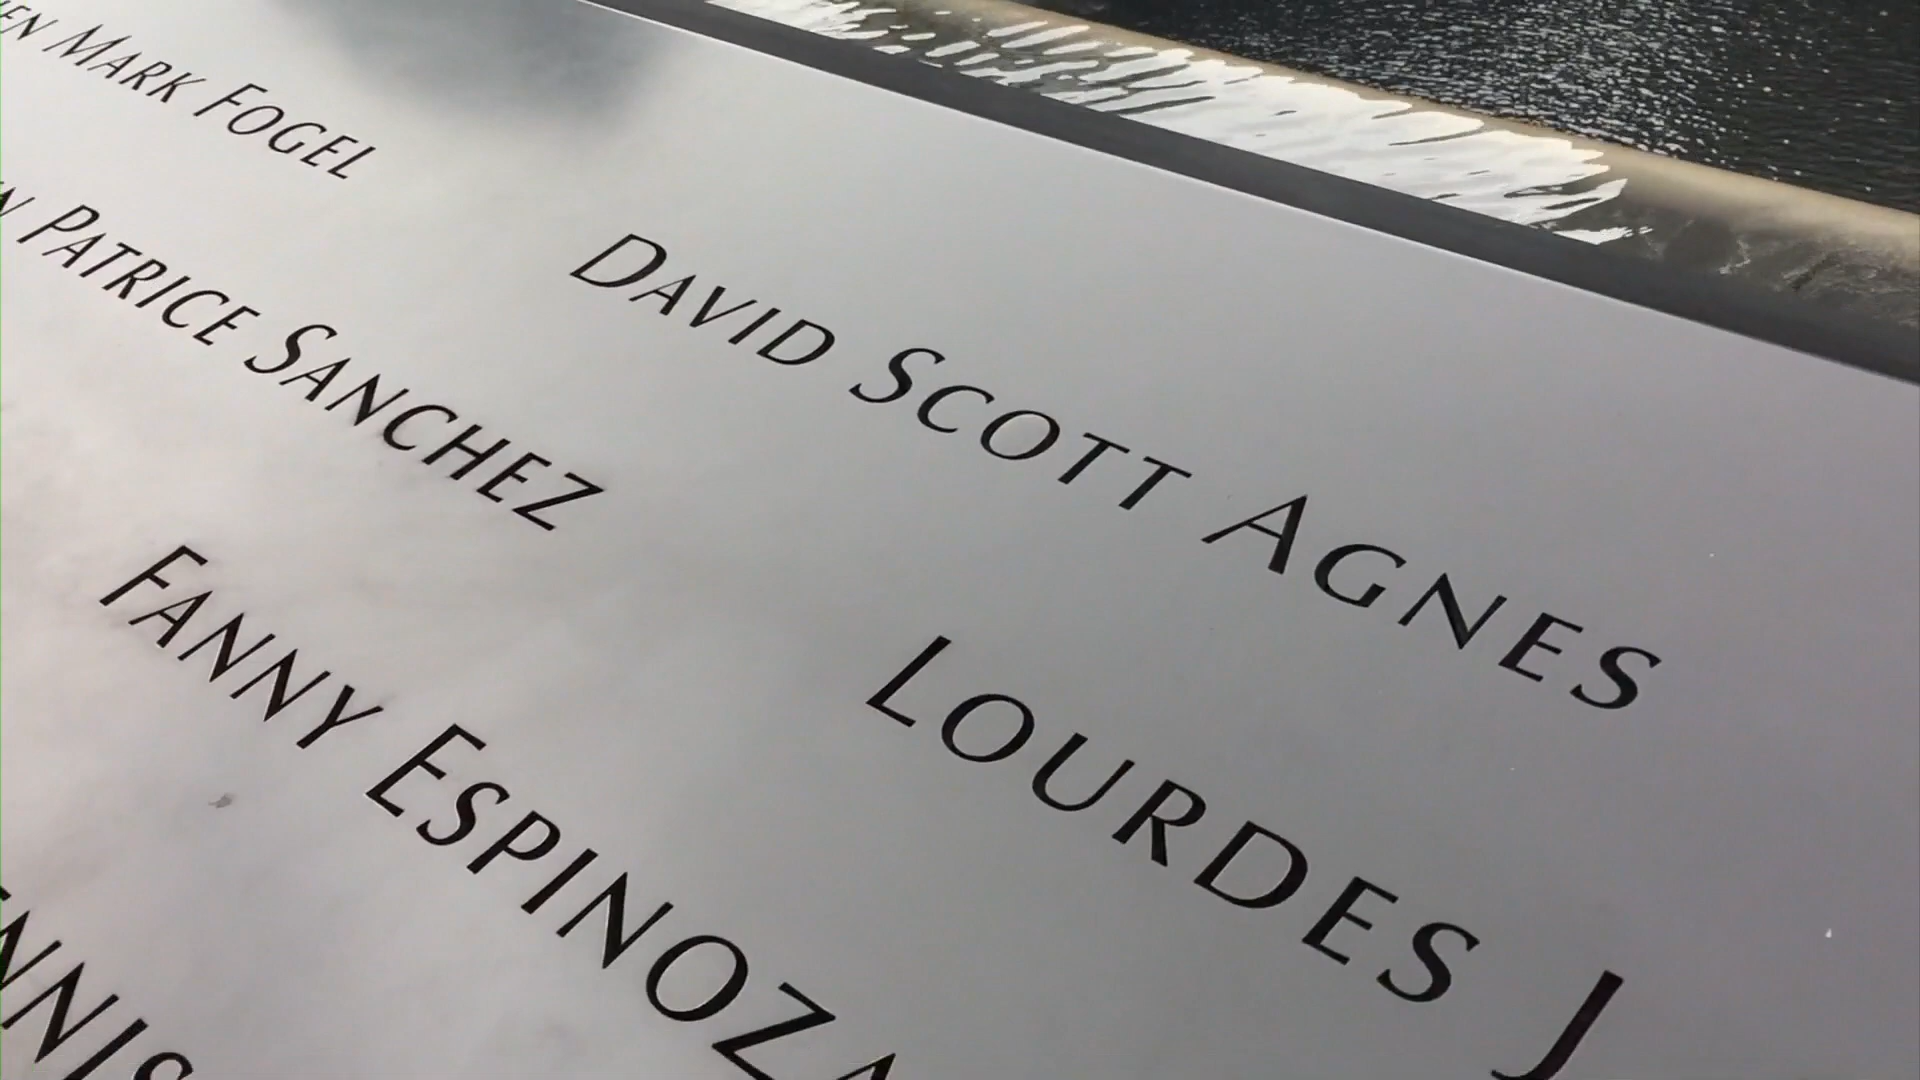 MARK FOGEL
PATRICE SANCHEZ
DAVID SCOTT AGNES
FANNY ESPINOZA
LOURDES J